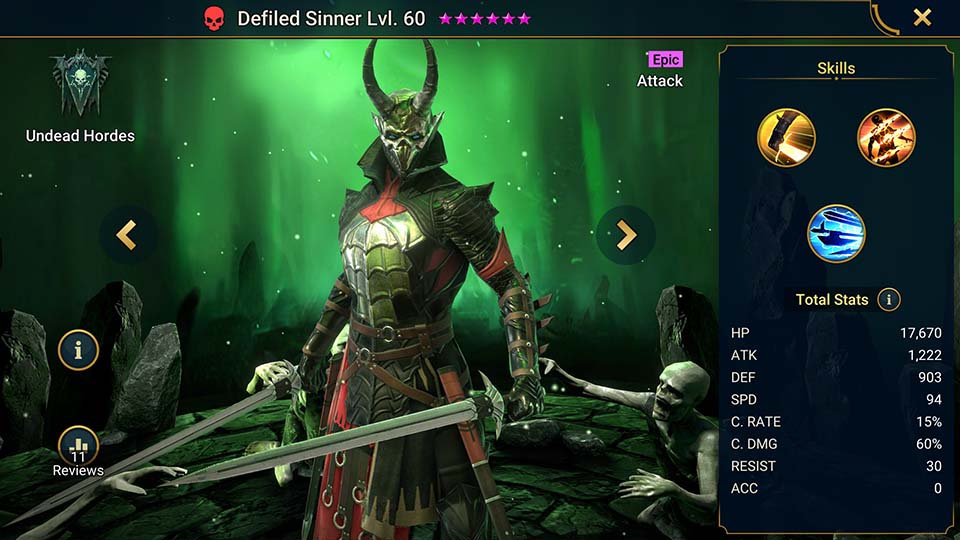 Defiled Sinner Lvl. 60
Undead Hordes
Epic
Attack
11
Reviews
Skills
Total Stats i
HP 17,670
ATK 1,222
DEF 903
SPD 94
C. RATE 15%
C. DMG 60%
RESIST 30
ACC 0